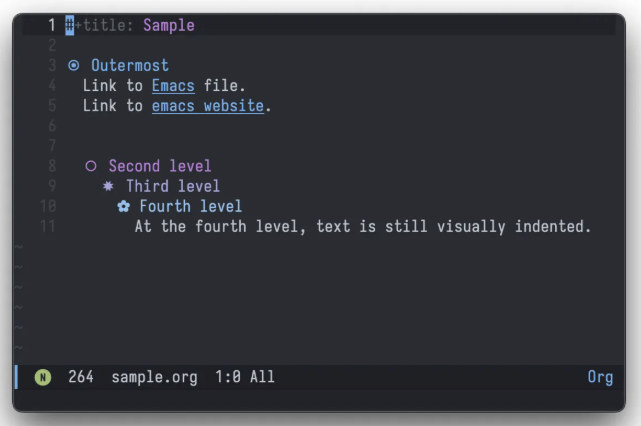 1 #+title: Sample
2
3 Outermost
4 Link to Emacs file.
5 Link to emacs website.
6
7
8 Second level
9 Third level
10 Fourth level
11 At the fourth level, text is still visually indented.
~
~
~
~
~
~
N 264 sample.org 1:0 All Org